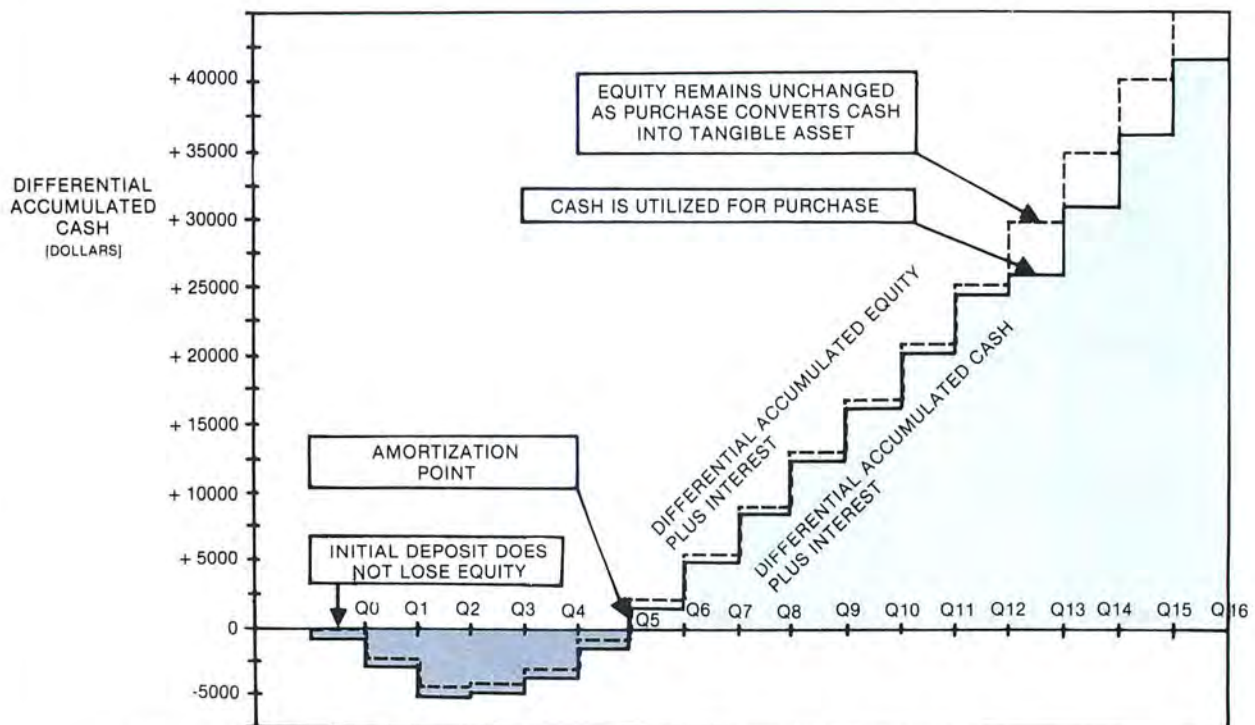 + 40000
+ 35000
+ 30000
+ 25000
+ 20000
+ 15000
+ 10000
+ 5000
0
-5000
DIFFERENTIAL
ACCUMULATED
CASH
[DOLLARS]
EQUITY REMAINS UNCHANGED
AS PURCHASE CONVERTS CASH
INTO TANGIBLE ASSET
CASH IS UTILIZED FOR PURCHASE
DIFFERENTIAL ACCUMULATED EQUITY
PLUS INTEREST
DIFFERENTIAL ACCUMULATED CASH
PLUS INTEREST
AMORTIZATION
POINT
INITIAL DEPOSIT DOES
NOT LOSE EQUITY
Q0 Q1 Q2 Q3 Q4 Q5 Q6 Q7 Q8 Q9 Q10 Q11 Q12 Q13 Q14 Q15 Q16